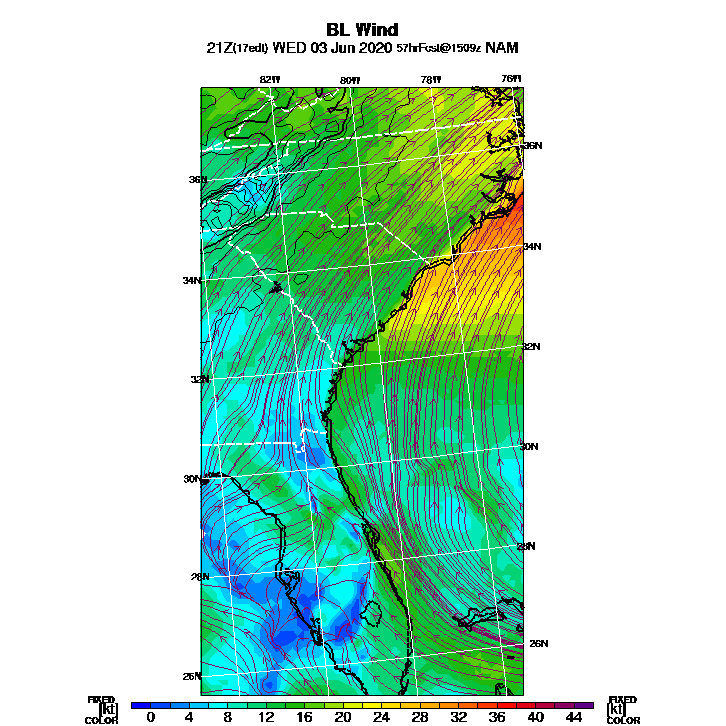 BL Wind
21Z(17edt) WED 03 Jun 2020 57hrFcst@1509z NAM
82W 80W 78W 76W
36N
36N
34N
34N
32N
32N
30N
30N
28N
28N
26N
26N
FIXED FIXED
[kt] 0 4 8 12 16 20 24 28 32 36 40 44 [kt]
COLOR COLOR